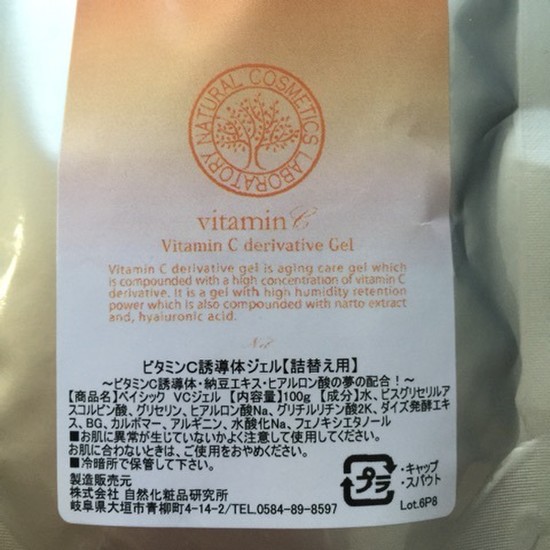 NATURAL COSMETICS LABORATORY
vitamin C
Vitamin C derivative Gel
Vitamin C derivative gel is aging care gel which
is compounded with a high concentration of vitamin C
derivative. It is a gel with high humidity retention
power which is also compounded with natto extract
and, hyaluronic acid.
ビタミンC誘導体ジェル【詰替え用】
～ビタミンC誘導体・納豆エキス・ヒアルロン酸の夢の配合！～
【商品名】ベイシック VCジェル 【内容量】100g 【成分】水、ビスグリセリルア
スコルビン酸、グリセリン、ヒアルロン酸Na、グリチルリチン酸2K、ダイズ発酵エキ
ス、BG、カルボマー、アルギニン、水酸化Na、フェノキシエタノール
■お肌に異常が生じていないかよく注意して使用してください。
お肌に合わないときは、ご使用をおやめください。
■冷暗所で保管して下さい。
製造販売元
株式会社 自然化粧品研究所
岐阜県大垣市青柳町4-14-2/TEL.0584-89-8597
プラ
・キャップ
・スパウト
Lot.6P8